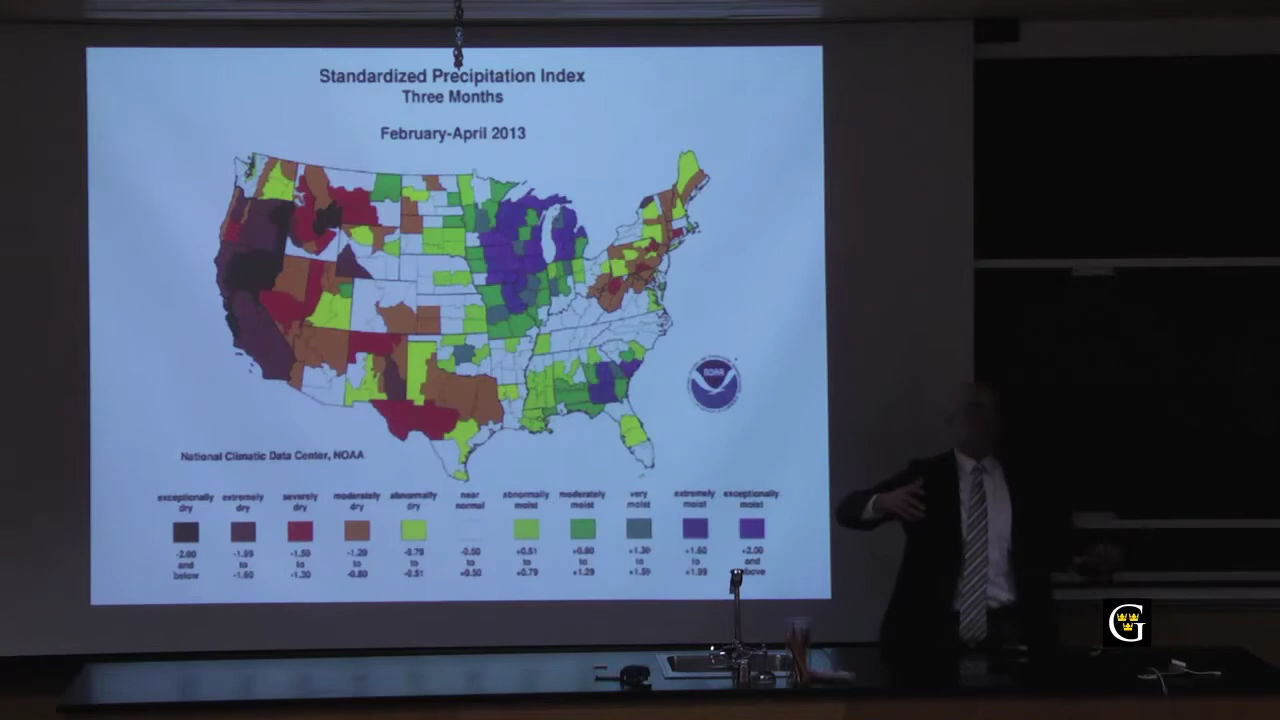 Standardized Precipitation Index
Three Months
February-April 2013
NOAA
National Climatic Data Center, NOAA
exceptionally dry
extremely dry
severely dry
moderately dry
abnormally dry
near normal
abnormally moist
moderately moist
very moist
extremely moist
exceptionally moist
-2.00 and below
-1.99 to -1.60
-1.50 to -1.30
-1.29 to -0.80
-0.79 to -0.51
-0.50 to +0.50
+0.51 to +0.79
+0.80 to +1.29
+1.30 to +1.59
+1.60 to +1.99
+2.00 and above
G